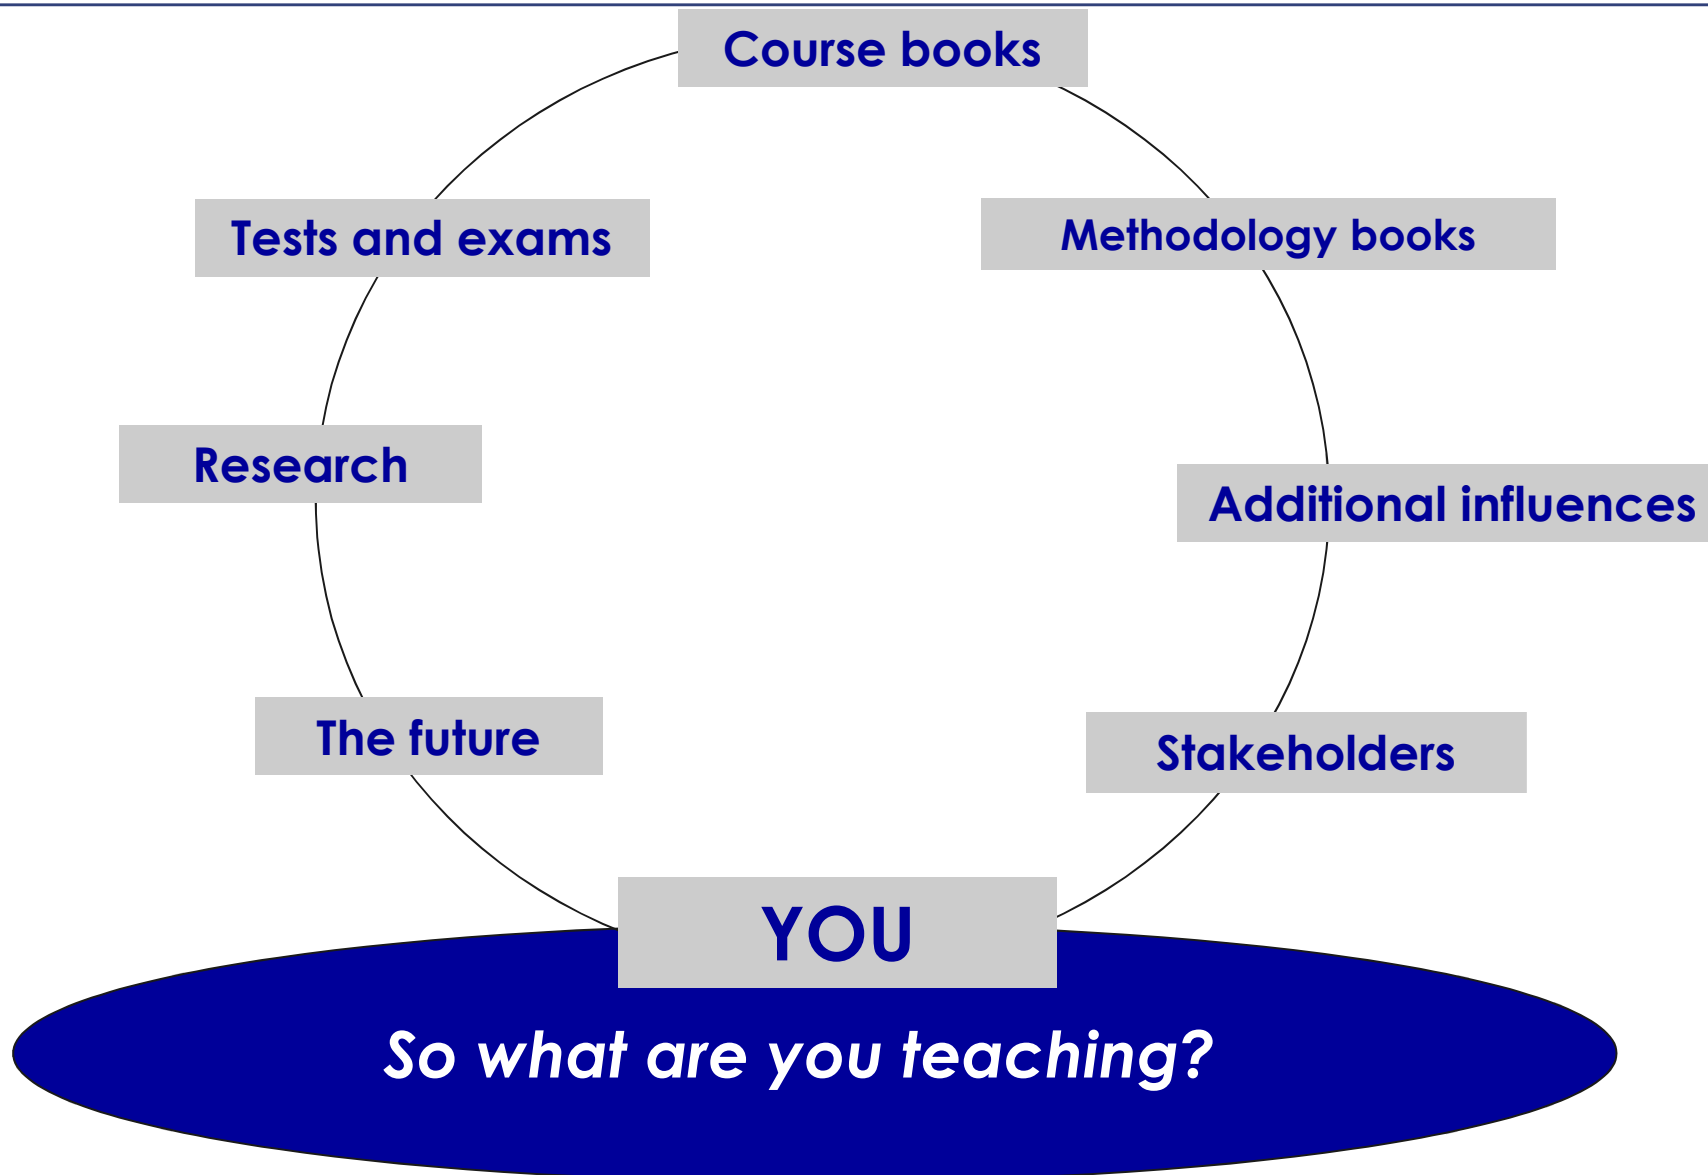 Course books
Tests and exams
Methodology books
Research
Additional influences
The future
Stakeholders
YOU
So what are you teaching?